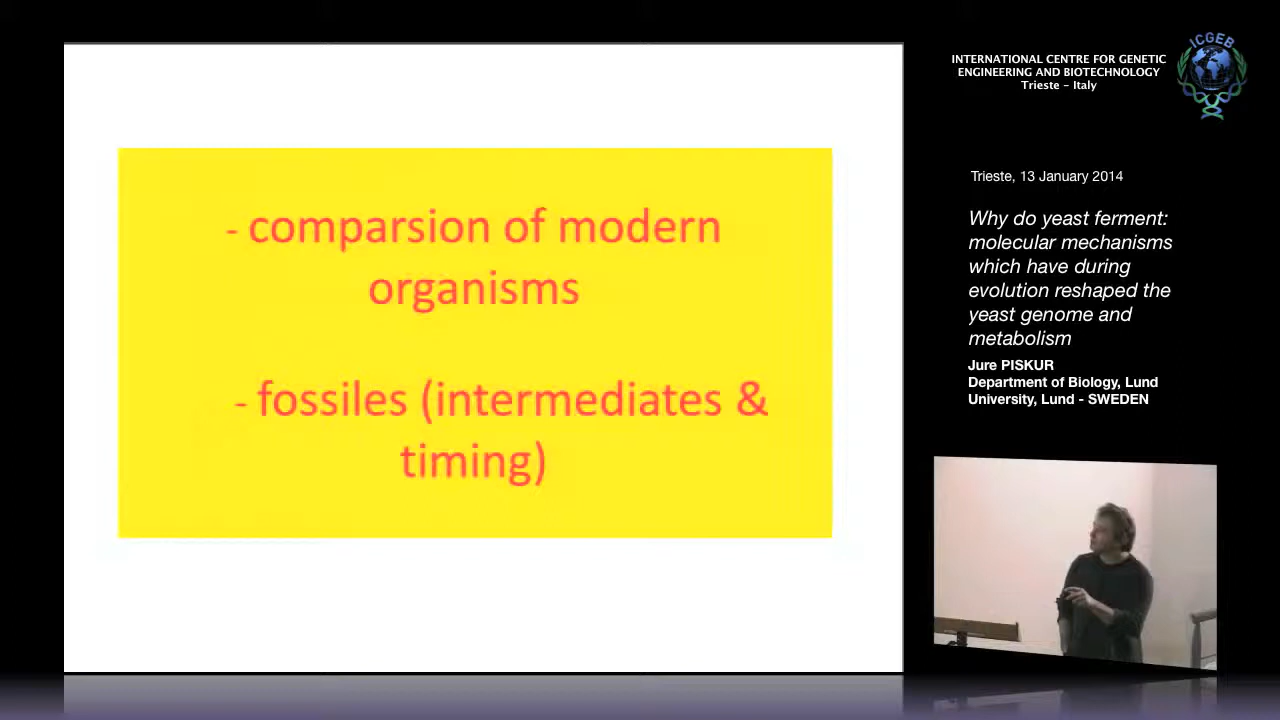 - comparsion of modern
organisms
- fossiles (intermediates &
timing)
INTERNATIONAL CENTRE FOR GENETIC
ENGINEERING AND BIOTECHNOLOGY
Trieste - Italy
ICGEB
Trieste, 13 January 2014
Why do yeast ferment:
molecular mechanisms
which have during
evolution reshaped the
yeast genome and
metabolism
Jure PISKUR
Department of Biology, Lund
University, Lund - SWEDEN